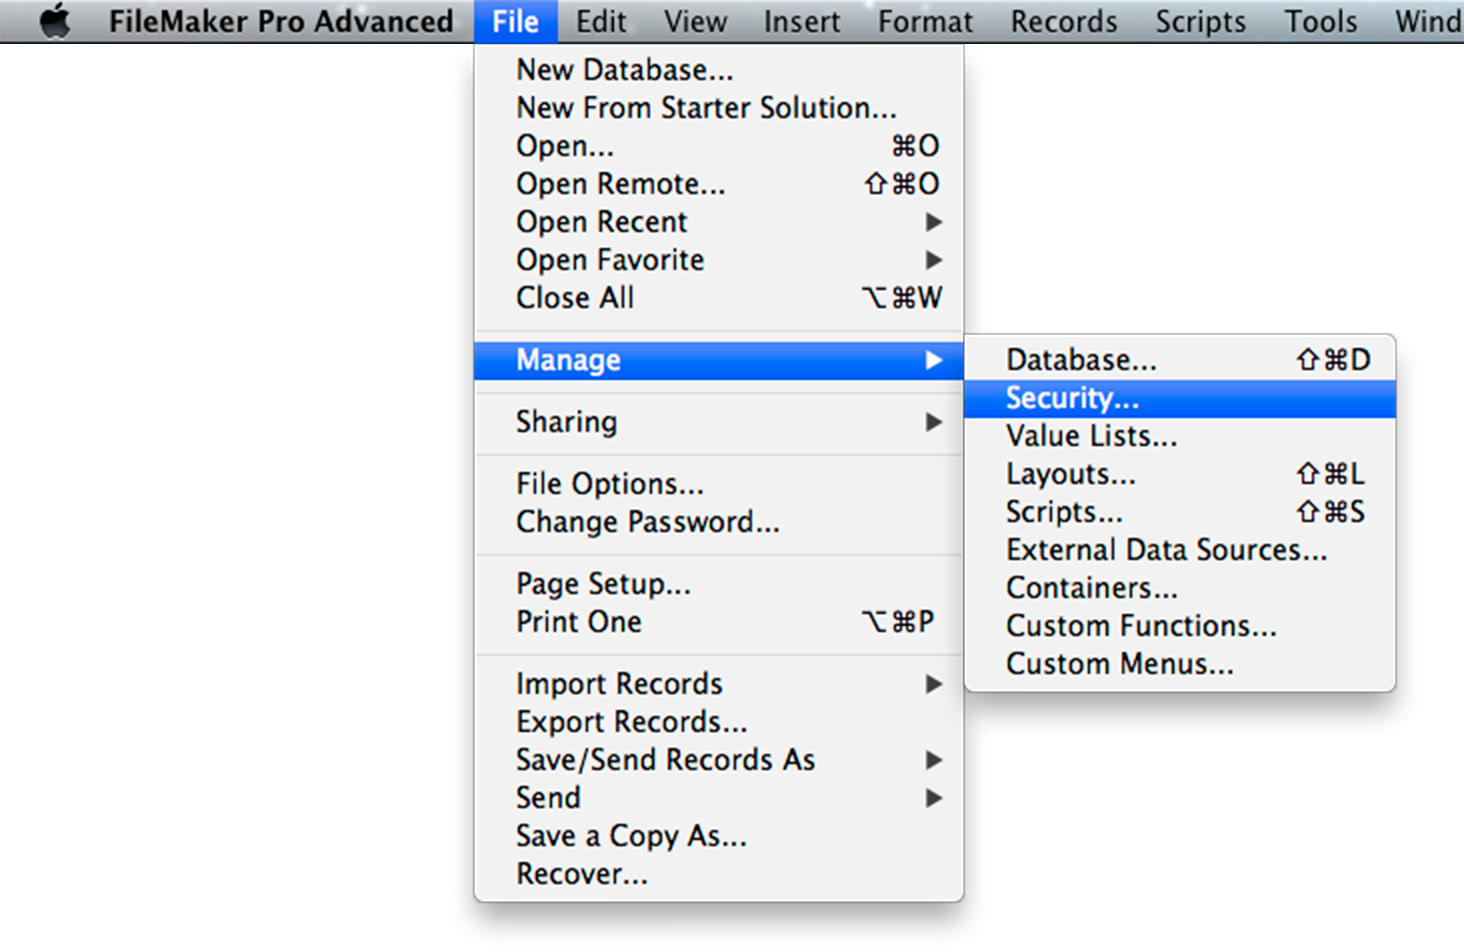 FileMaker Pro Advanced File Edit View Insert Format Records Scripts Tools Wind
New Database...
New From Starter Solution...
Open... ⌘O
Open Remote... ⇧⌘O
Open Recent ▶
Open Favorite ▶
Close All ⌥⌘W
Manage ▶
Database... ⇧⌘D
Security...
Value Lists...
Layouts... ⇧⌘L
Scripts... ⇧⌘S
External Data Sources...
Containers...
Custom Functions...
Custom Menus...
Sharing ▶
File Options...
Change Password...
Page Setup...
Print One ⌥⌘P
Import Records ▶
Export Records...
Save/Send Records As ▶
Send ▶
Save a Copy As...
Recover...